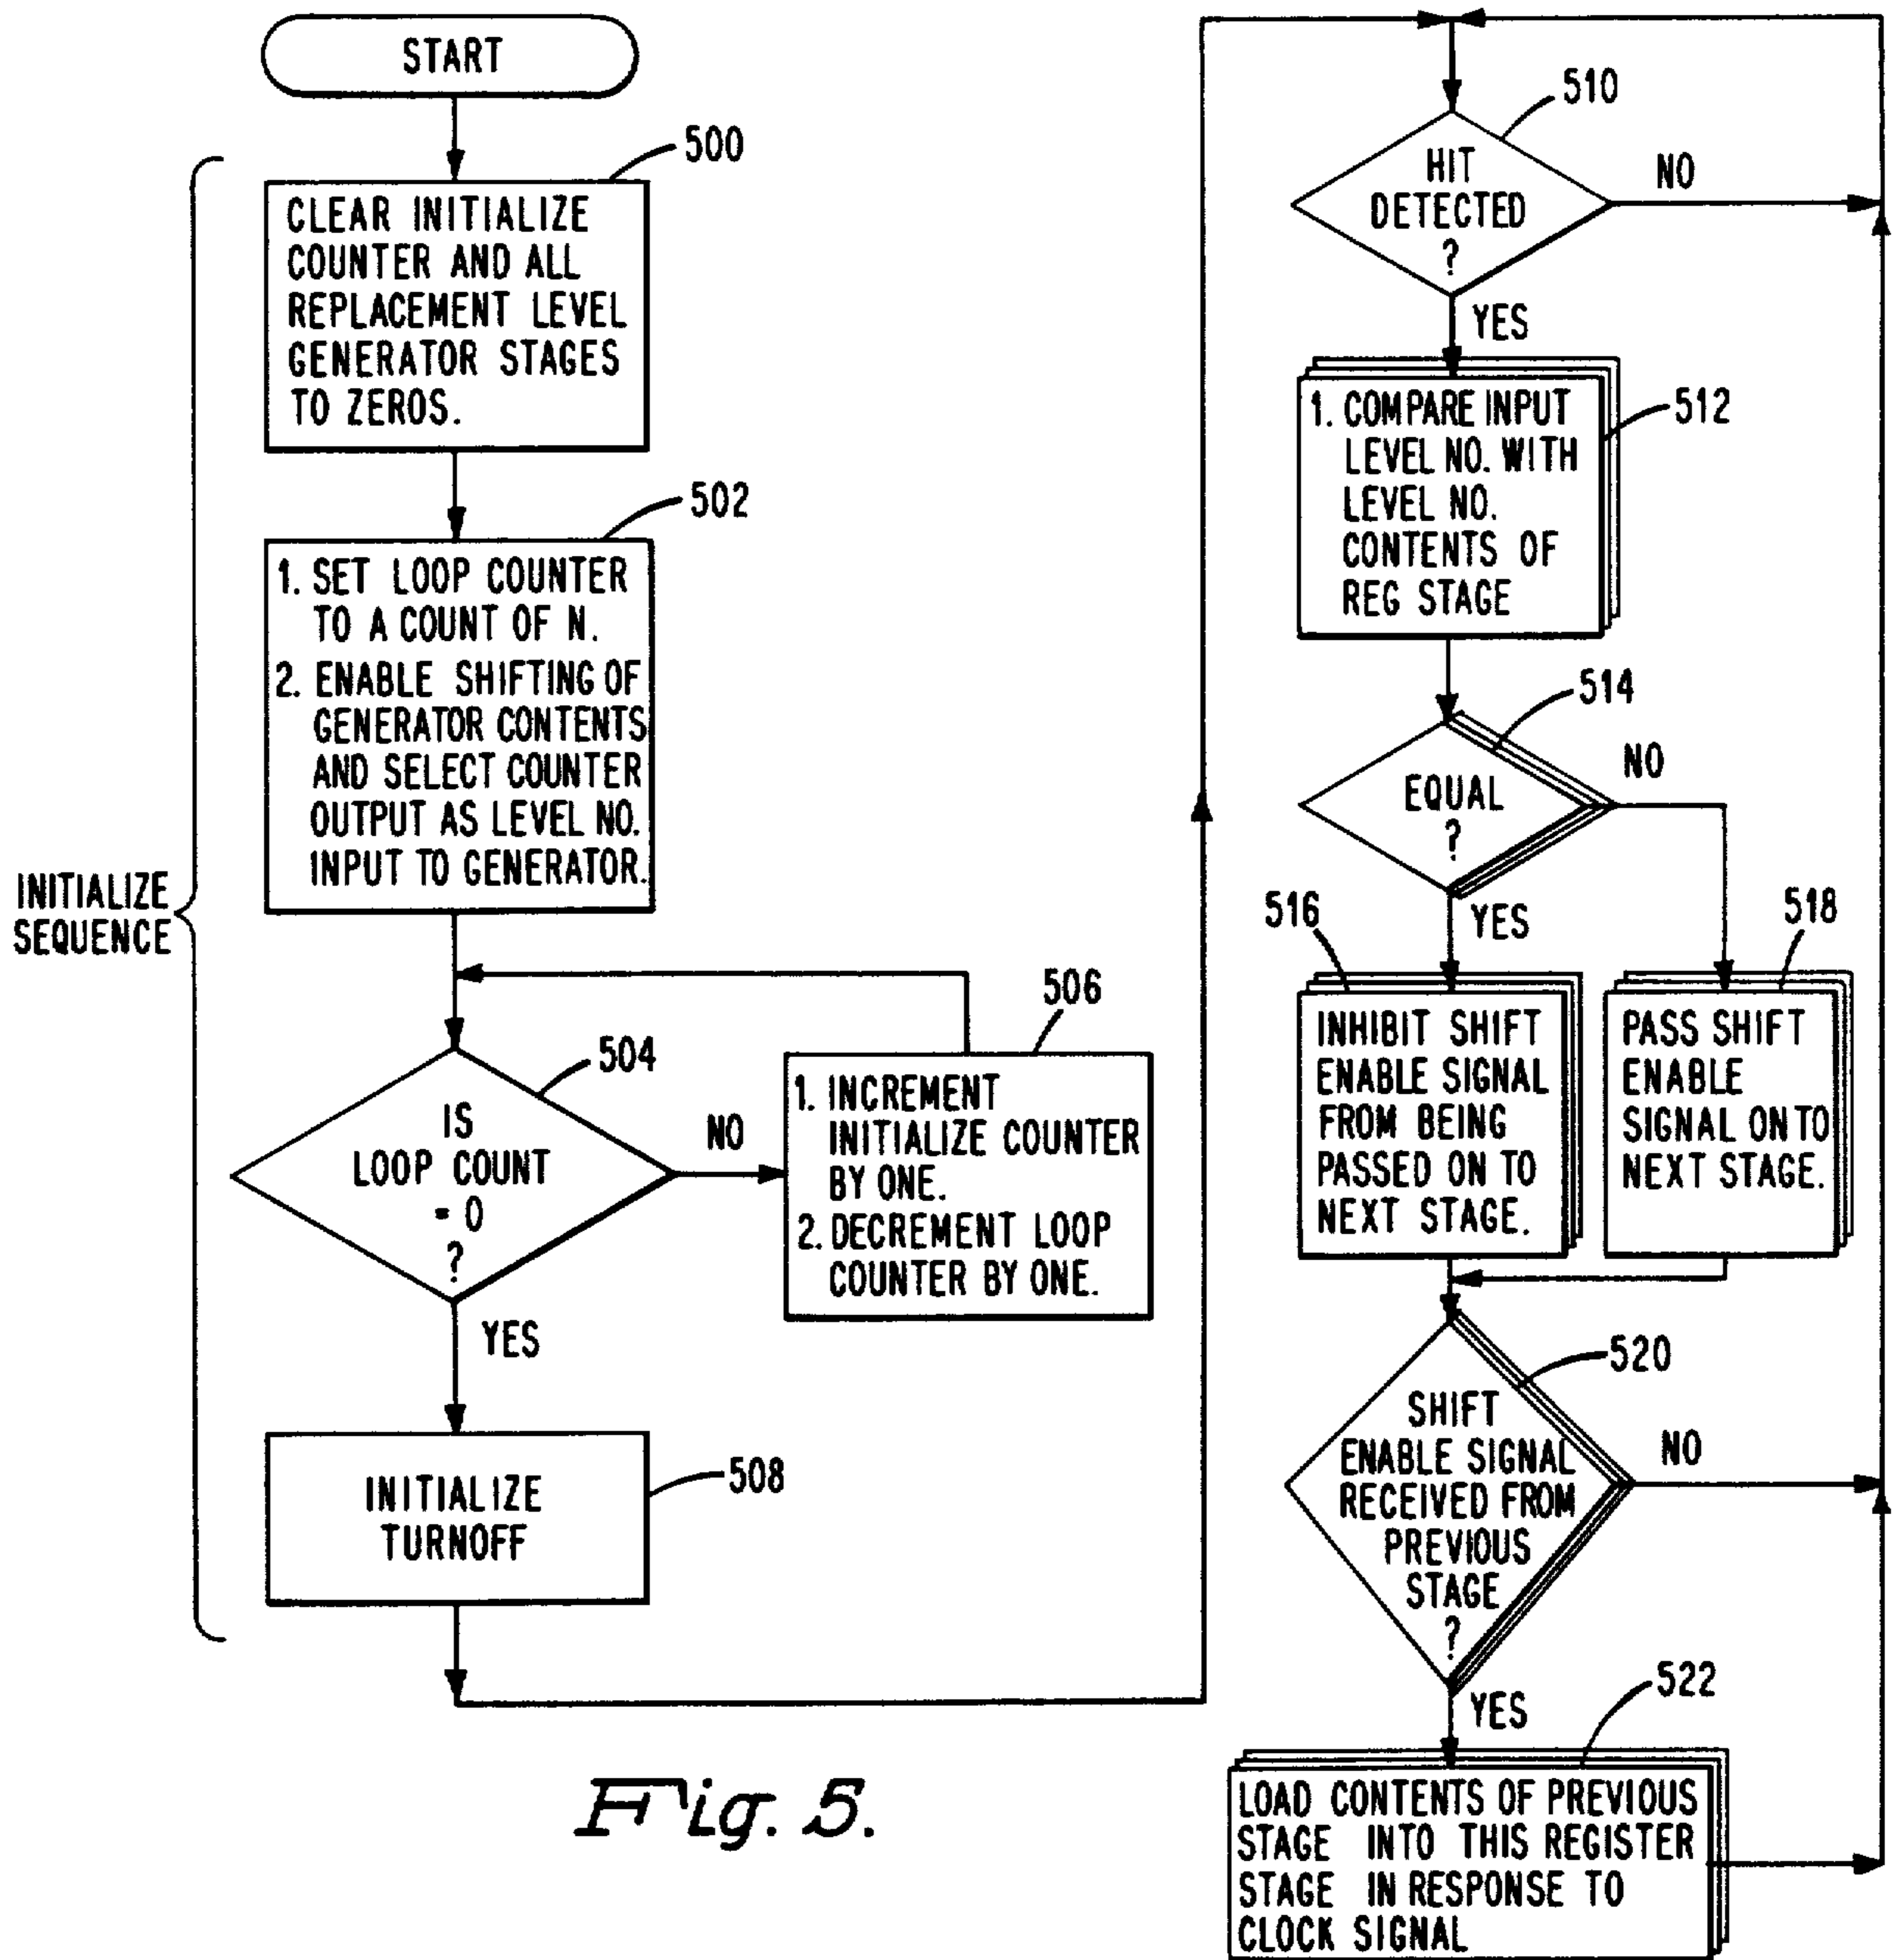 START
500
CLEAR INITIALIZE
COUNTER AND ALL
REPLACEMENT LEVEL
GENERATOR STAGES
TO ZEROS.
502
1. SET LOOP COUNTER
TO A COUNT OF N.
2. ENABLE SHIFTING OF
GENERATOR CONTENTS
AND SELECT COUNTER
OUTPUT AS LEVEL NO.
INPUT TO GENERATOR.
INITIALIZE
SEQUENCE
504
IS
LOOP COUNT
= 0
?
NO
506
1. INCREMENT
INITIALIZE COUNTER
BY ONE.
2. DECREMENT LOOP
COUNTER BY ONE.
YES
INITIALIZE
TURNOFF
508
510
HIT
DETECTED
?
NO
YES
1. COMPARE INPUT
LEVEL NO. WITH
LEVEL NO.
CONTENTS OF
REG STAGE
512
514
EQUAL
?
NO
YES
516
INHIBIT SHIFT
ENABLE SIGNAL
FROM BEING
PASSED ON TO
NEXT STAGE.
518
PASS SHIFT
ENABLE
SIGNAL ON TO
NEXT STAGE.
520
SHIFT
ENABLE SIGNAL
RECEIVED FROM
PREVIOUS
STAGE
?
NO
YES
522
LOAD CONTENTS OF PREVIOUS
STAGE INTO THIS REGISTER
STAGE IN RESPONSE TO
CLOCK SIGNAL
Fig. 5.